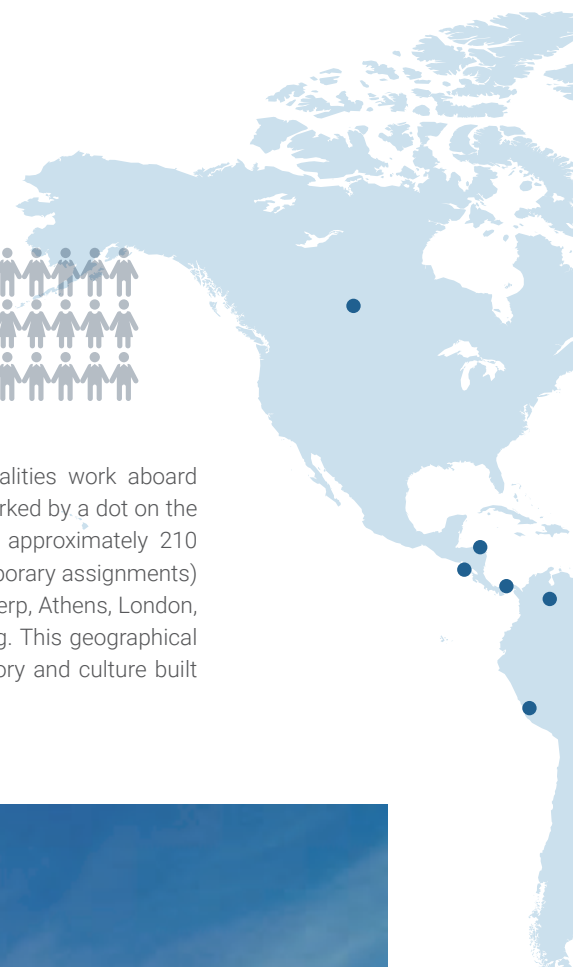 alities work aboard
rked by a dot on the
approximately 210
porary assignments)
erp, Athens, London,
g. This geographical
ory and culture built